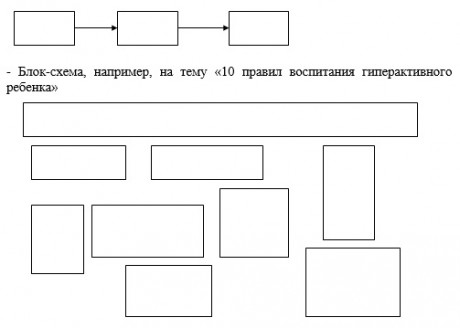 - Блок-схема, например, на тему «10 правил воспитания гиперактивного
ребенка»